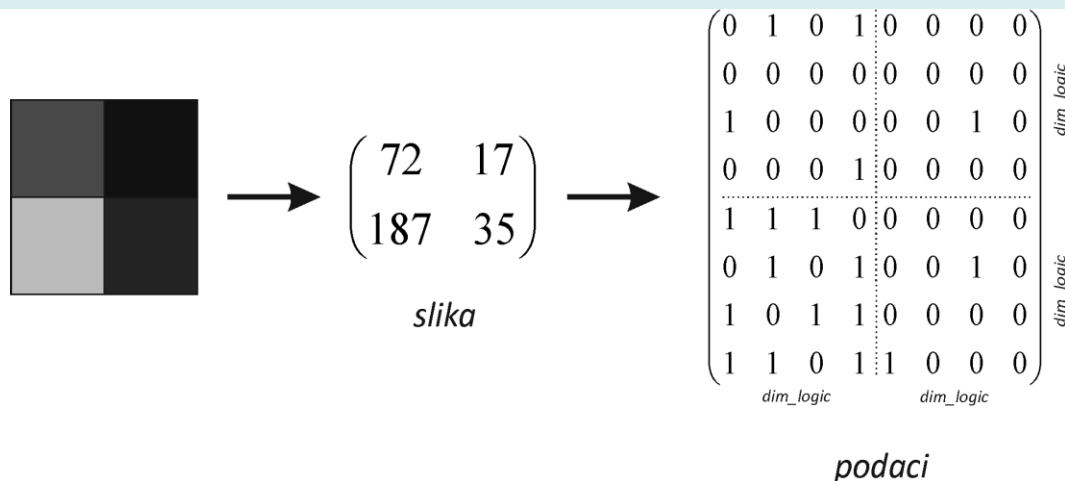 72 17
187 35
slika
0 1 0 1 0 0 0 0
0 0 0 0 0 0 0 0
1 0 0 0 0 0 1 0
0 0 0 1 0 0 0 0
1 1 1 0 0 0 0 0
0 1 0 1 0 0 1 0
1 0 1 1 0 0 0 0
1 1 0 1 1 0 0 0
dim_logic
dim_logic
dim_logic dim_logic
podaci